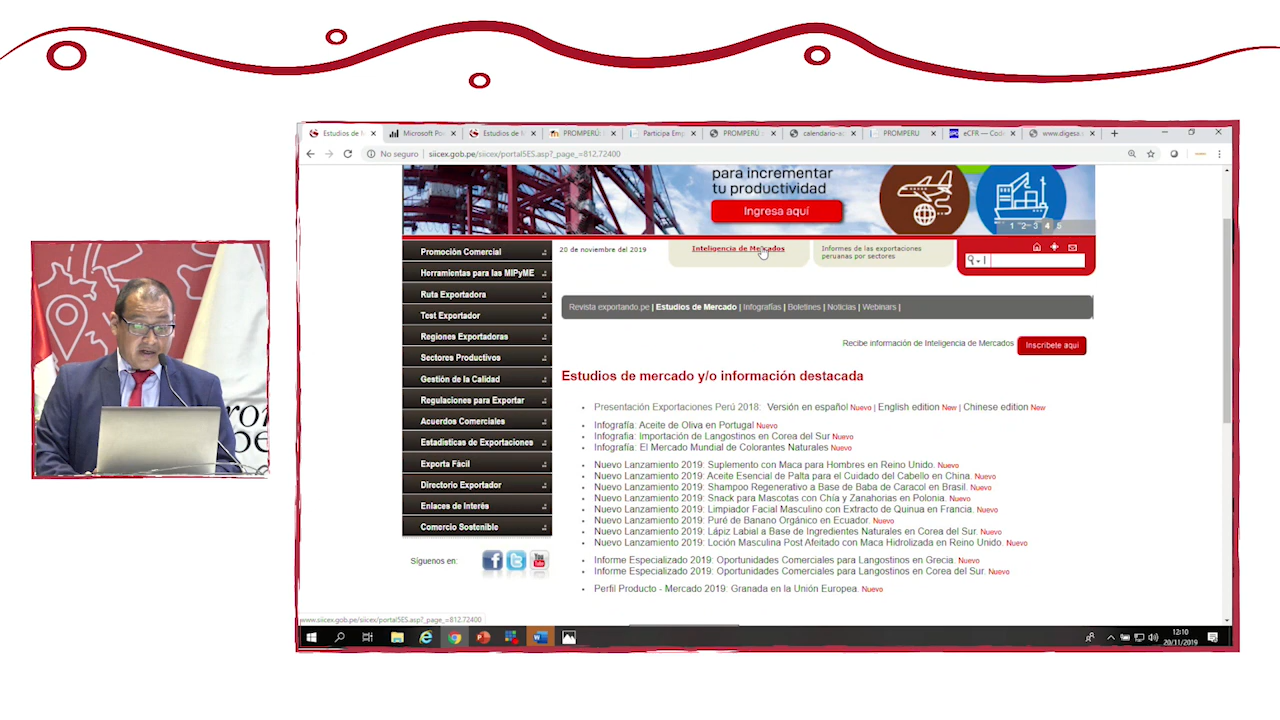 Estudios de M
Microsoft Po
Estudios de M
PROMPERÚ:
Participa Emp
PROMPERÚ
calendario-a
PROMPERU
eCFR — Cod
www.digesa.
No seguro
siicex.gob.pe/siicex/portal5ES.asp?_page_=812.72400
para incrementar
tu productividad
Ingresa aquí
1 2 3 4 5
Promoción Comercial
Herramientas para las MIPyME
Ruta Exportadora
Test Exportador
Regiones Exportadoras
Sectores Productivos
Gestión de la Calidad
Regulaciones para Exportar
Acuerdos Comerciales
Estadísticas de Exportaciones
Exporta Fácil
Directorio Exportador
Enlaces de Interés
Comercio Sostenible
Síguenos en:
20 de noviembre del 2019
Inteligencia de Mercados
Informes de las exportaciones
peruanas por sectores
Revista exportando.pe | Estudios de Mercado | Infografías | Boletines | Noticias | Webinars |
Recibe información de Inteligencia de Mercados
Inscríbete aquí
Estudios de mercado y/o información destacada
Presentación Exportaciones Perú 2018: Versión en español Nuevo | English edition New | Chinese edition New
Infografía: Aceite de Oliva en Portugal Nuevo
Infografia: Importación de Langostinos en Corea del Sur Nuevo
Infografía: El Mercado Mundial de Colorantes Naturales Nuevo
Nuevo Lanzamiento 2019: Suplemento con Maca para Hombres en Reino Unido. Nuevo
Nuevo Lanzamiento 2019: Aceite Esencial de Palta para el Cuidado del Cabello en China. Nuevo
Nuevo Lanzamiento 2019: Shampoo Regenerativo a Base de Baba de Caracol en Brasil. Nuevo
Nuevo Lanzamiento 2019: Snack para Mascotas con Chía y Zanahorias en Polonia. Nuevo
Nuevo Lanzamiento 2019: Limpiador Facial Masculino con Extracto de Quinua en Francia. Nuevo
Nuevo Lanzamiento 2019: Puré de Banano Orgánico en Ecuador. Nuevo
Nuevo Lanzamiento 2019: Lápiz Labial a Base de Ingredientes Naturales en Corea del Sur. Nuevo
Nuevo Lanzamiento 2019: Loción Masculina Post Afeitado con Maca Hidrolizada en Reino Unido. Nuevo
Informe Especializado 2019: Oportunidades Comerciales para Langostinos en Grecia. Nuevo
Informe Especializado 2019: Oportunidades Comerciales para Langostinos en Corea del Sur. Nuevo
Perfil Producto - Mercado 2019: Granada en la Unión Europea. Nuevo
www.siicex.gob.pe/siicex/portal5ES.asp?_page_=812.72400
12:10
20/11/2019